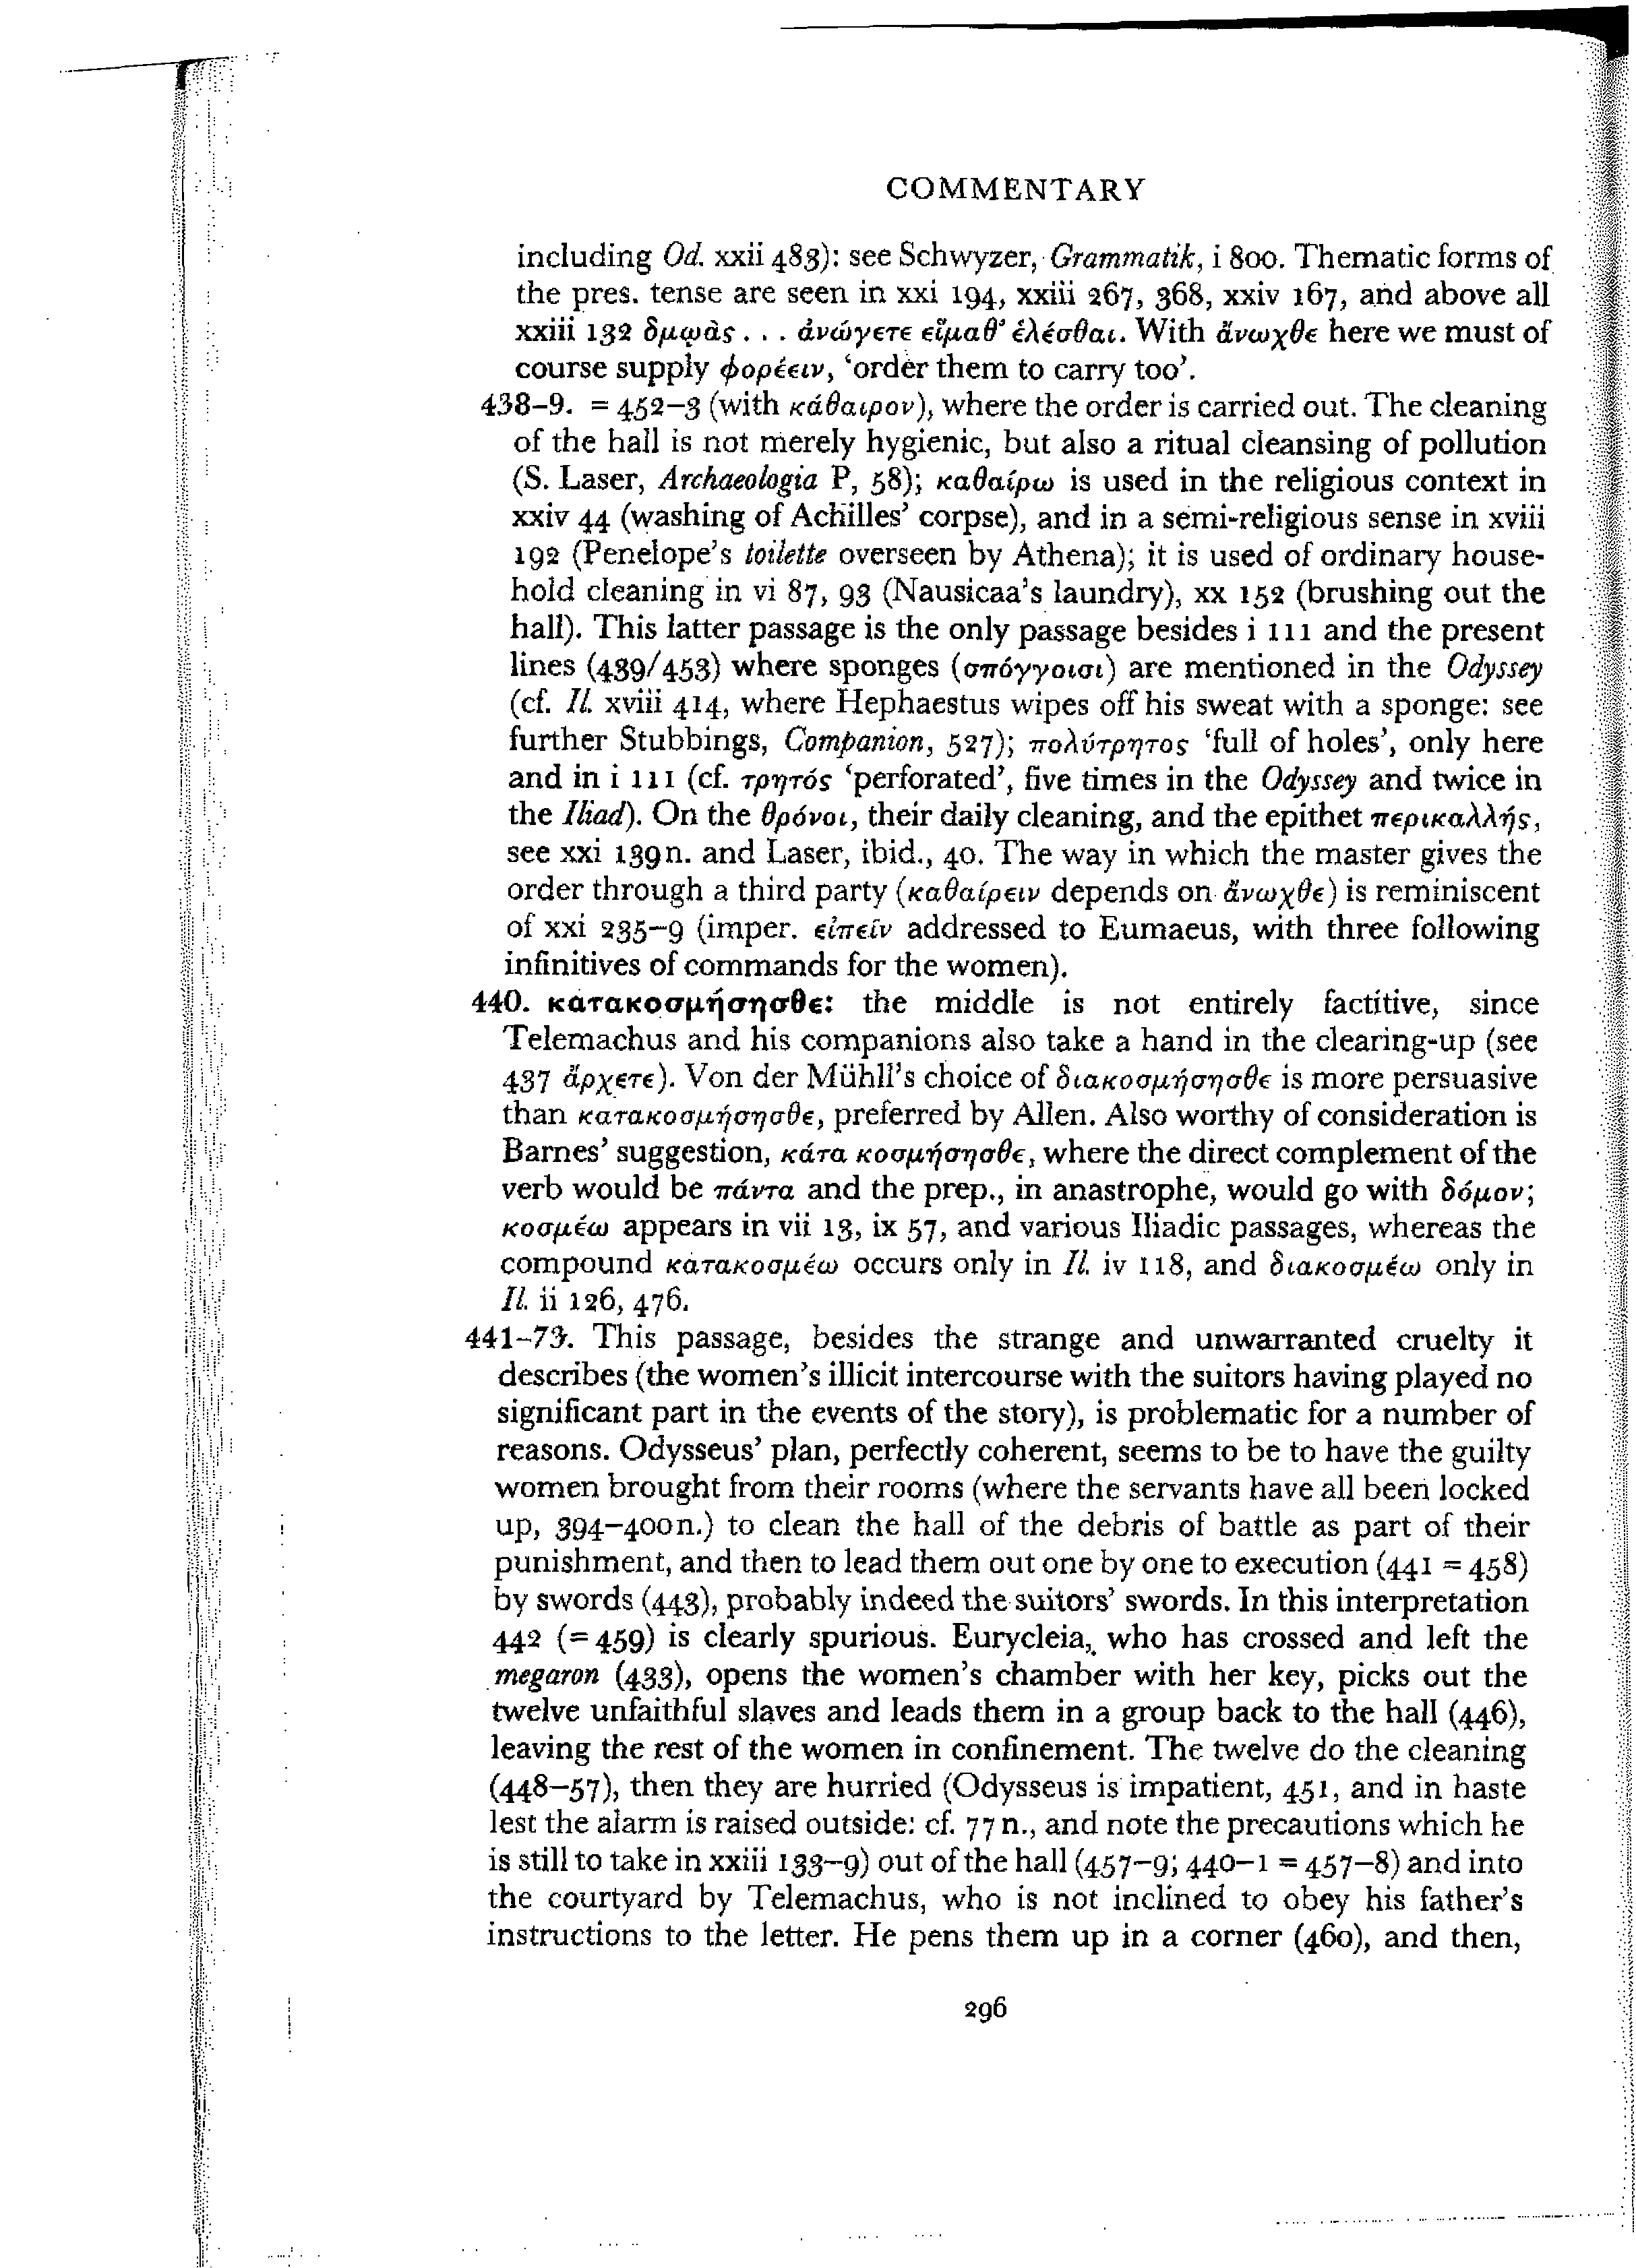 COMMENTARY
including Od. xxii 483): see Schwyzer, Grammatik, i 800. Thematic forms of
the pres. tense are seen in xxi 194, xxiii 267, 368, xxiv 167, and above all
xxiii 132 δμῳὰς . . . ἀνώγετε εἵμαθ’ ἑλέσθαι. With ἄνωχθε here we must of
course supply φορέειν, ‘order them to carry too’.
438–9. = 452–3 (with κάθαιρον), where the order is carried out. The cleaning
of the hall is not merely hygienic, but also a ritual cleansing of pollution
(S. Laser, Archaeologia P, 58); καθαίρω is used in the religious context in
xxiv 44 (washing of Achilles’ corpse), and in a semi-religious sense in xviii
192 (Penelope’s toilette overseen by Athena); it is used of ordinary house-
hold cleaning in vi 87, 93 (Nausicaa’s laundry), xx 152 (brushing out the
hall). This latter passage is the only passage besides i 111 and the present
lines (439/453) where sponges (σπόγγοισι) are mentioned in the Odyssey
(cf. Il. xviii 414, where Hephaestus wipes off his sweat with a sponge: see
further Stubbings, Companion, 527); πολύτρητος ‘full of holes’, only here
and in i 111 (cf. τρητός ‘perforated’, five times in the Odyssey and twice in
the Iliad). On the θρόνοι, their daily cleaning, and the epithet περικαλλής,
see xxi 139n. and Laser, ibid., 40. The way in which the master gives the
order through a third party (καθαίρειν depends on ἄνωχθε) is reminiscent
of xxi 235–9 (imper. εἰπεῖν addressed to Eumaeus, with three following
infinitives of commands for the women).
440. κατακοσμήσησθε: the middle is not entirely factitive, since
Telemachus and his companions also take a hand in the clearing-up (see
437 ἄρχετε). Von der Mühll’s choice of διακοσμήσησθε is more persuasive
than κατακοσμήσησθε, preferred by Allen. Also worthy of consideration is
Barnes’ suggestion, κάτα κοσμήσησθε, where the direct complement of the
verb would be πάντα and the prep., in anastrophe, would go with δόμον;
κοσμέω appears in vii 13, ix 57, and various Iliadic passages, whereas the
compound κατακοσμέω occurs only in Il. iv 118, and διακοσμέω only in
Il. ii 126, 476.
441–73. This passage, besides the strange and unwarranted cruelty it
describes (the women’s illicit intercourse with the suitors having played no
significant part in the events of the story), is problematic for a number of
reasons. Odysseus’ plan, perfectly coherent, seems to be to have the guilty
women brought from their rooms (where the servants have all been locked
up, 394–400n.) to clean the hall of the debris of battle as part of their
punishment, and then to lead them out one by one to execution (441 = 458)
by swords (443), probably indeed the suitors’ swords. In this interpretation
442 (= 459) is clearly spurious. Eurycleia, who has crossed and left the
megaron (433), opens the women’s chamber with her key, picks out the
twelve unfaithful slaves and leads them in a group back to the hall (446),
leaving the rest of the women in confinement. The twelve do the cleaning
(448–57), then they are hurried (Odysseus is impatient, 451, and in haste
lest the alarm is raised outside: cf. 77 n., and note the precautions which he
is still to take in xxiii 133–9) out of the hall (457–9; 440–1 = 457–8) and into
the courtyard by Telemachus, who is not inclined to obey his father’s
instructions to the letter. He pens them up in a corner (460), and then,
296